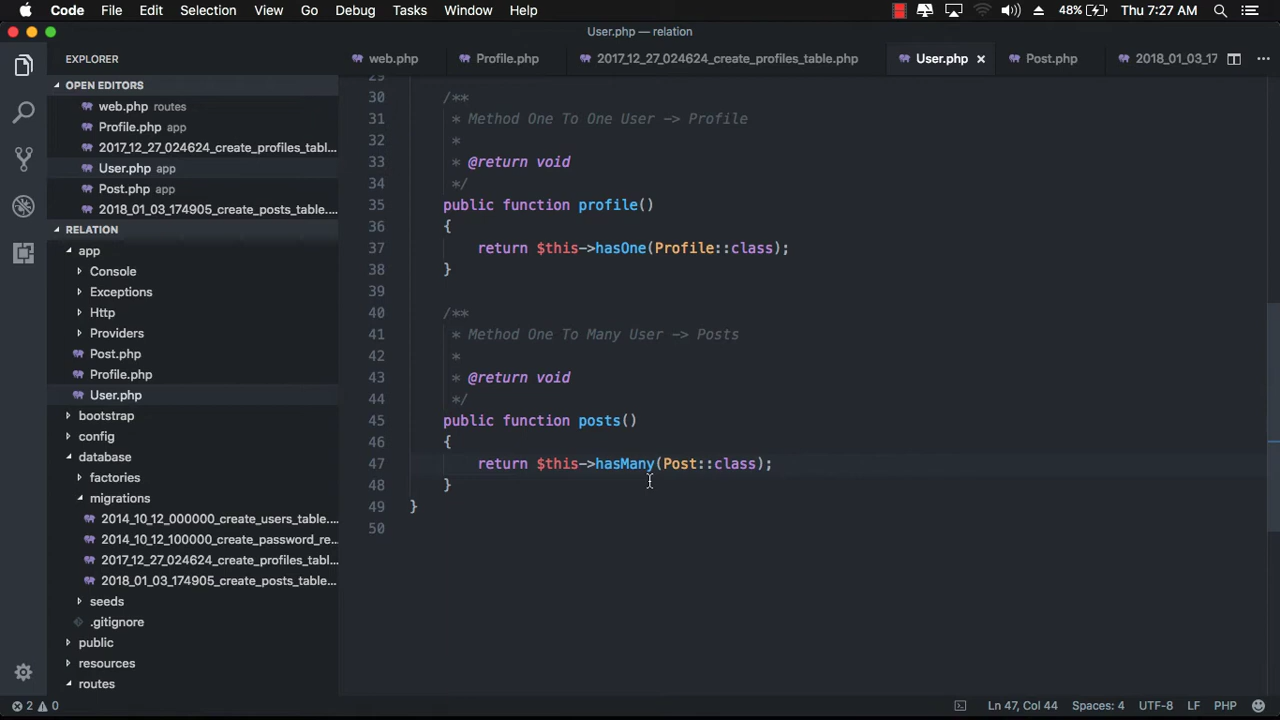 Code File Edit Selection View Go Debug Tasks Window Help 48% Thu 7:27 AM
User.php — relation
EXPLORER
web.php Profile.php 2017_12_27_024624_create_profiles_table.php User.php × Post.php 2018_01_03_17
OPEN EDITORS
web.php routes
Profile.php app
2017_12_27_024624_create_profiles_tabl...
User.php app
Post.php app
2018_01_03_174905_create_posts_table....
RELATION
app
Console
Exceptions
Http
Providers
Post.php
Profile.php
User.php
bootstrap
config
database
factories
migrations
2014_10_12_000000_create_users_table....
2014_10_12_100000_create_password_re...
2017_12_27_024624_create_profiles_tabl...
2018_01_03_174905_create_posts_table...
seeds
.gitignore
public
resources
routes
29
30 /**
31 * Method One To One User -> Profile
32 *
33 * @return void
34 */
35 public function profile()
36 {
37 return $this->hasOne(Profile::class);
38 }
39
40 /**
41 * Method One To Many User -> Posts
42 *
43 * @return void
44 */
45 public function posts()
46 {
47 return $this->hasMany(Post::class);
48 }
49 }
50
2 0 Ln 47, Col 44 Spaces: 4 UTF-8 LF PHP